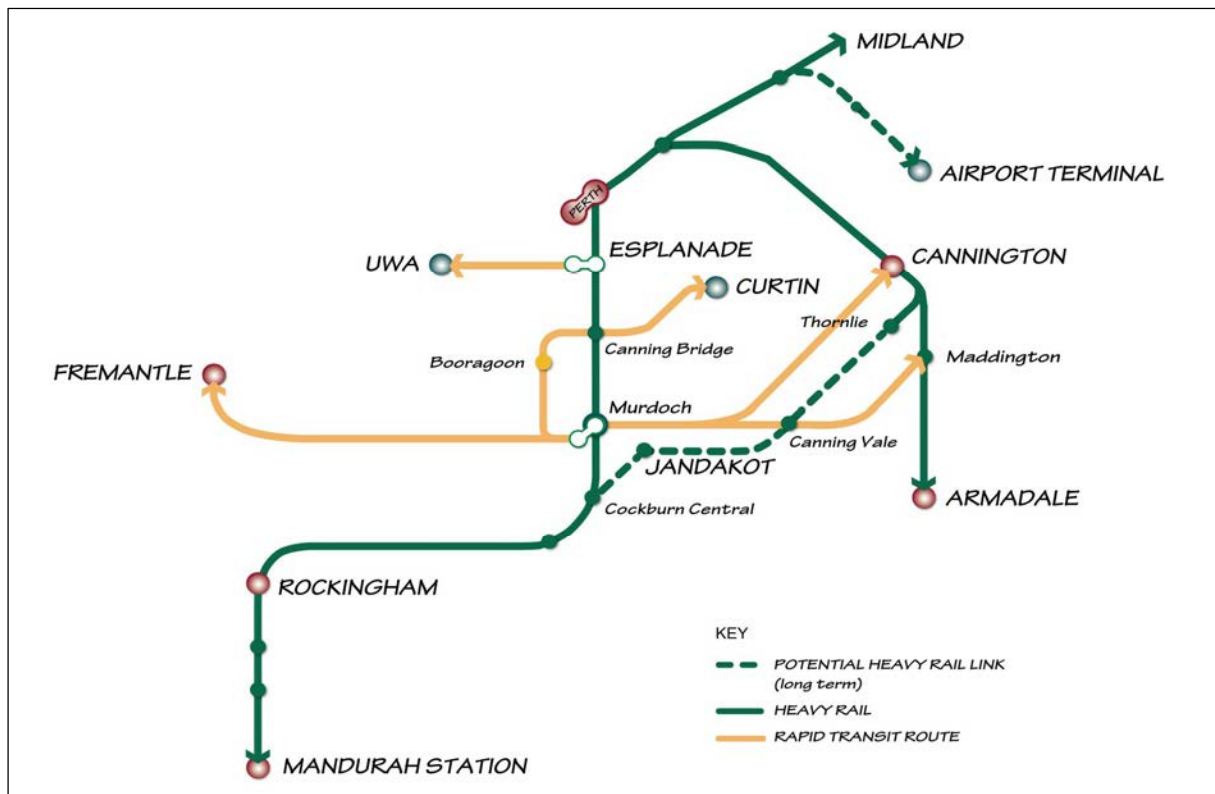 MIDLAND
AIRPORT TERMINAL
PERTH
ESPLANADE
UWA
CANNINGTON
CURTIN
Thornlie
Canning Bridge
Booragoon
Maddington
FREMANTLE
Murdoch
Canning Vale
JANDAKOT
Cockburn Central
ARMADALE
ROCKINGHAM
KEY
POTENTIAL HEAVY RAIL LINK
(long term)
HEAVY RAIL
RAPID TRANSIT ROUTE
MANDURAH STATION